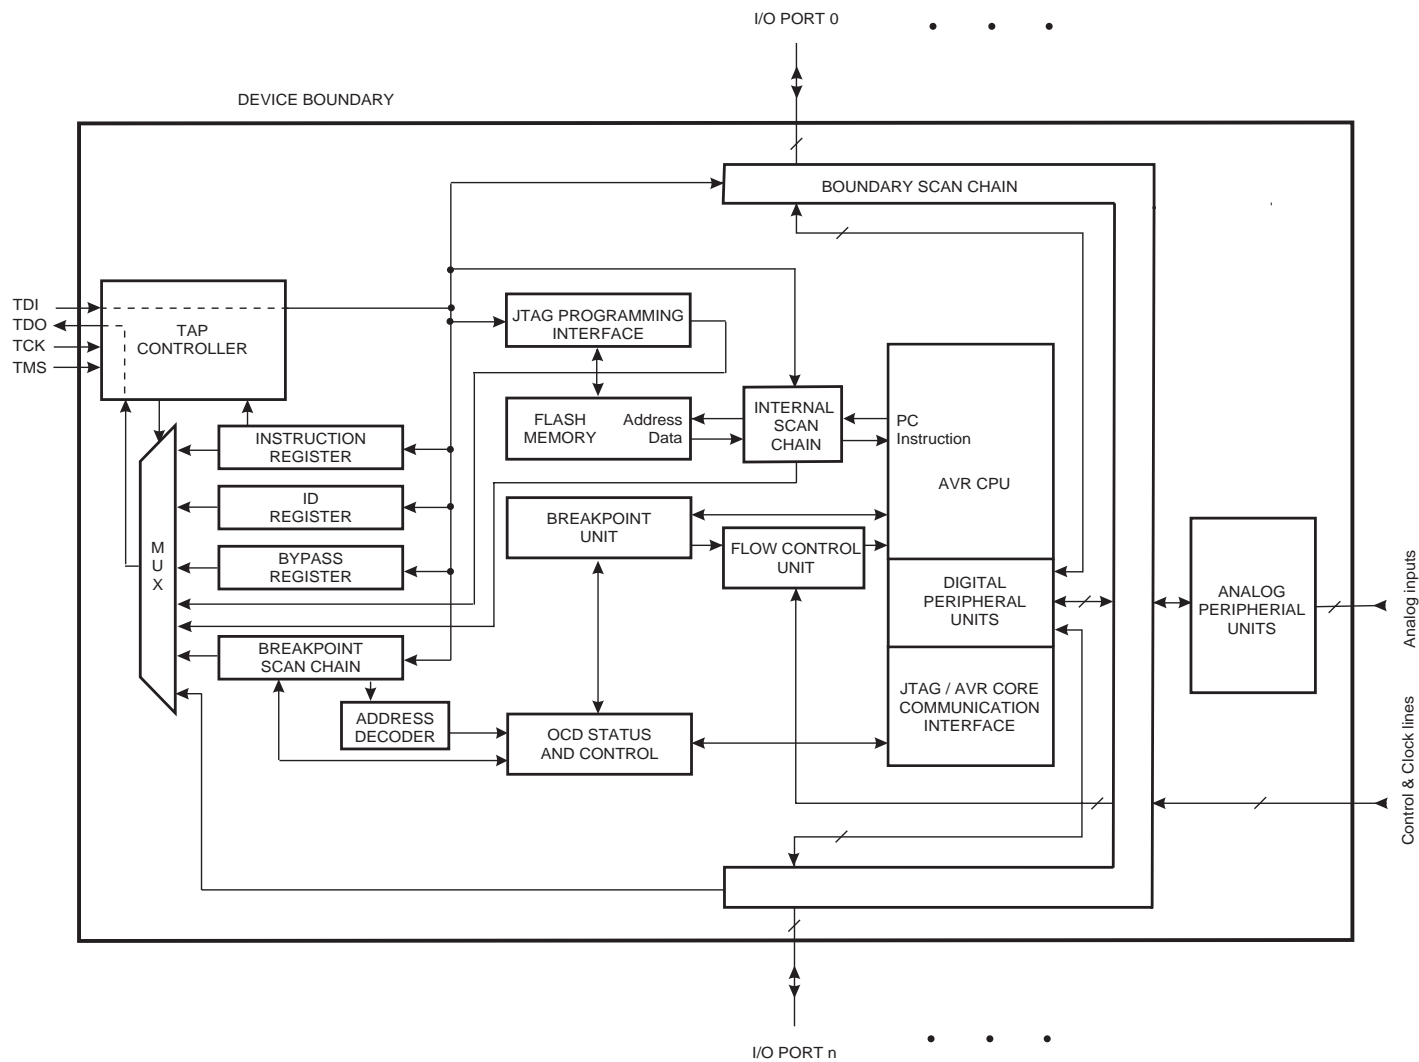 I/O PORT 0
DEVICE BOUNDARY
BOUNDARY SCAN CHAIN
TDI
TDO
TCK
TMS
TAP
CONTROLLER
JTAG PROGRAMMING
INTERFACE
FLASH
MEMORY
Address
Data
INTERNAL
SCAN
CHAIN
PC
Instruction
AVR CPU
INSTRUCTION
REGISTER
ID
REGISTER
BYPASS
REGISTER
M
U
X
BREAKPOINT
UNIT
FLOW CONTROL
UNIT
DIGITAL
PERIPHERAL
UNITS
ANALOG
PERIPHERIAL
UNITS
Analog inputs
BREAKPOINT
SCAN CHAIN
ADDRESS
DECODER
OCD STATUS
AND CONTROL
JTAG / AVR CORE
COMMUNICATION
INTERFACE
Control & Clock lines
I/O PORT n